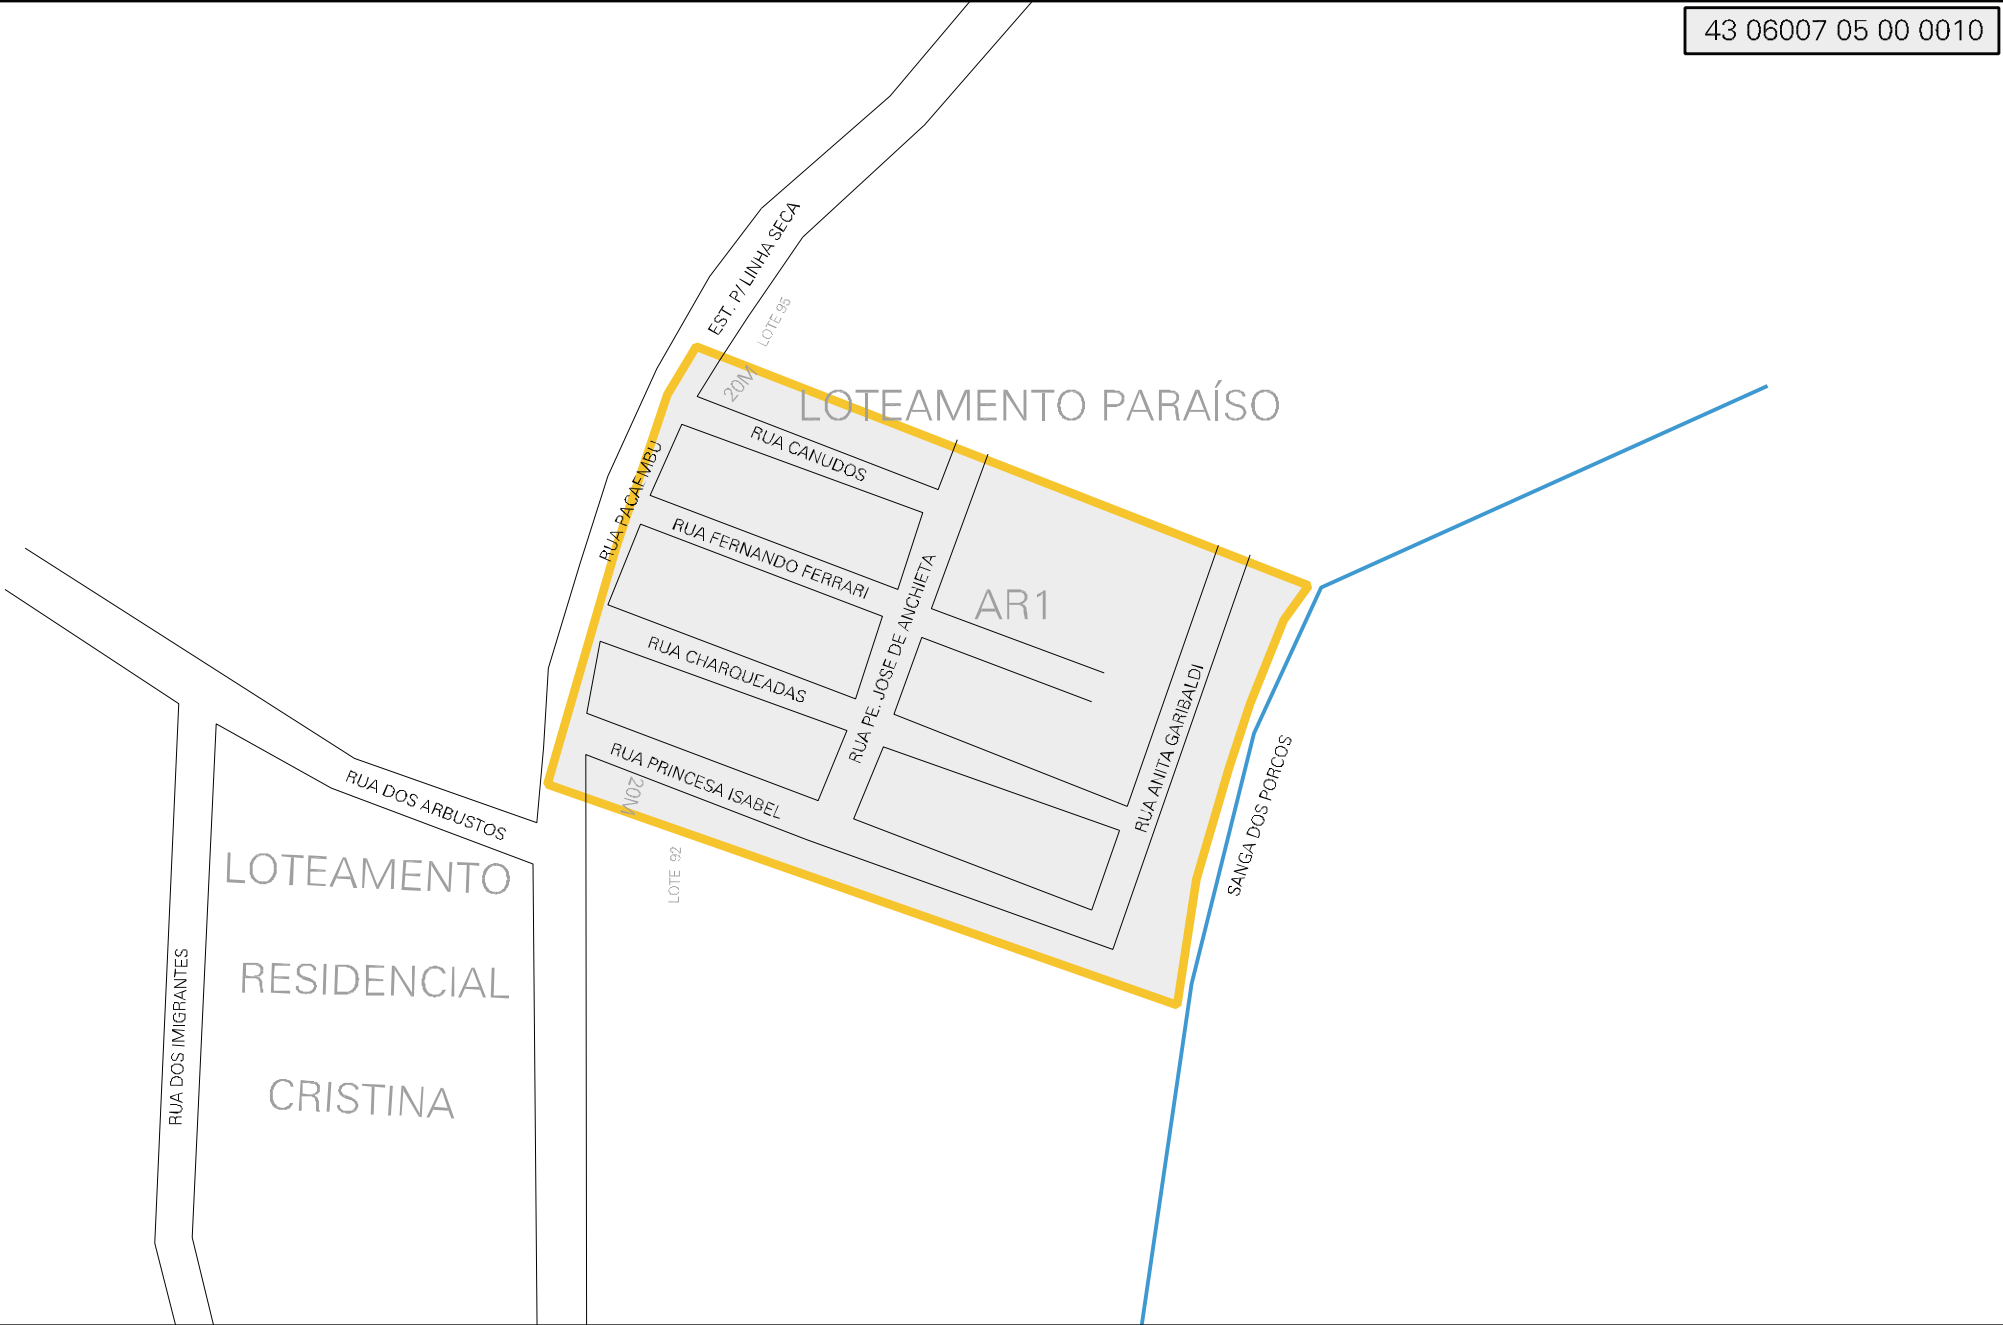 43 06007 05 00 0010
EST. P/ LINHA SECA
LOTE 95
20M
LOTEAMENTO PARAÍSO
RUA CANUDOS
RUA PACAEMBU
RUA FERNANDO FERRARI
AR1
RUA PE. JOSE DE ANCHIETA
RUA CHARQUEADAS
RUA ANITA GARIBALDI
RUA PRINCESA ISABEL
20M
SANGA DOS PORCOS
RUA DOS ARBUSTOS
LOTE 92
LOTEAMENTO
RESIDENCIAL
CRISTINA
RUA DOS IMIGRANTES